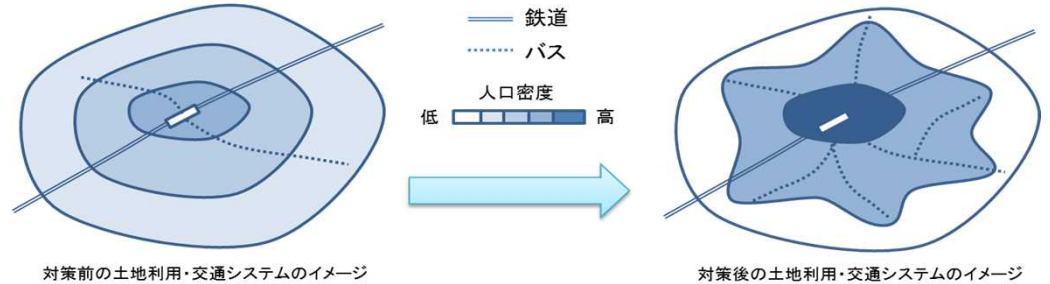 鉄道
バス
人口密度
低 高
対策前の土地利用・交通システムのイメージ
対策後の土地利用・交通システムのイメージ